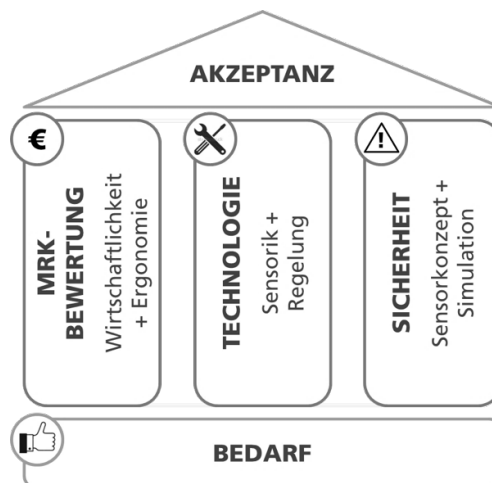 AKZEPTANZ
€
MRK-
BEWERTUNG
Wirtschaftlichkeit
+ Ergonomie
TECHNOLOGIE
Sensorik +
Regelung
!
SICHERHEIT
Sensorkonzept +
Simulation
BEDARF